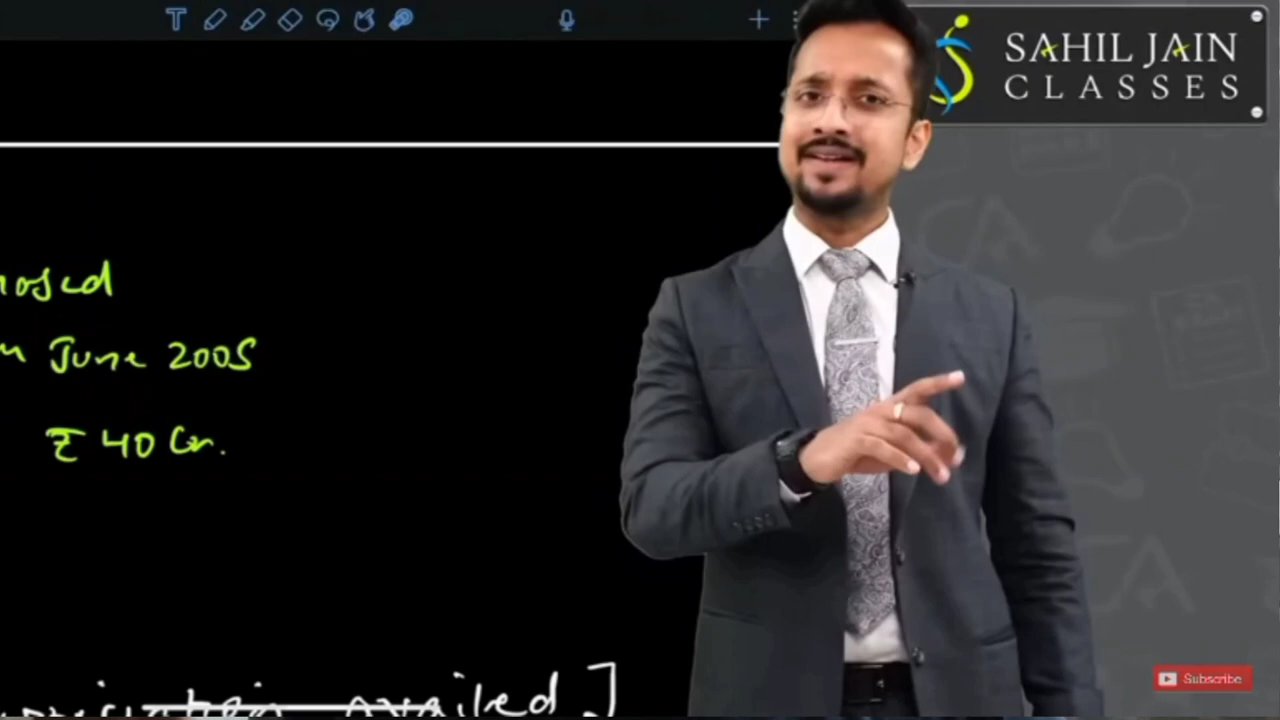 SAHIL JAIN
CLASSES
June 2005
₹ 40 Cr.
availed ]
Subscribe